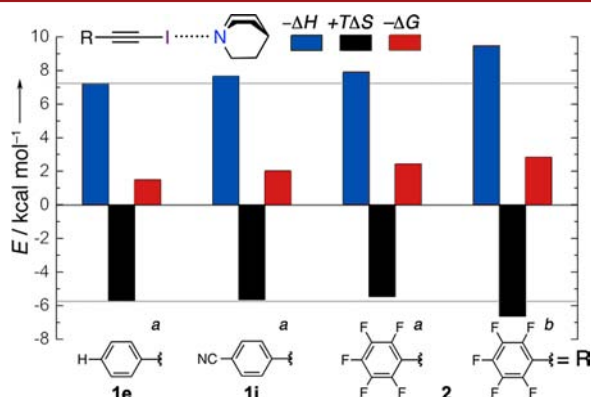 R I N −ΔH +TΔS −ΔG
E / kcal mol⁻¹
10
8
6
4
2
0
-2
-4
-6
-8
a a a b
H NC F F F F F F F F F F = R
1e 1i 2